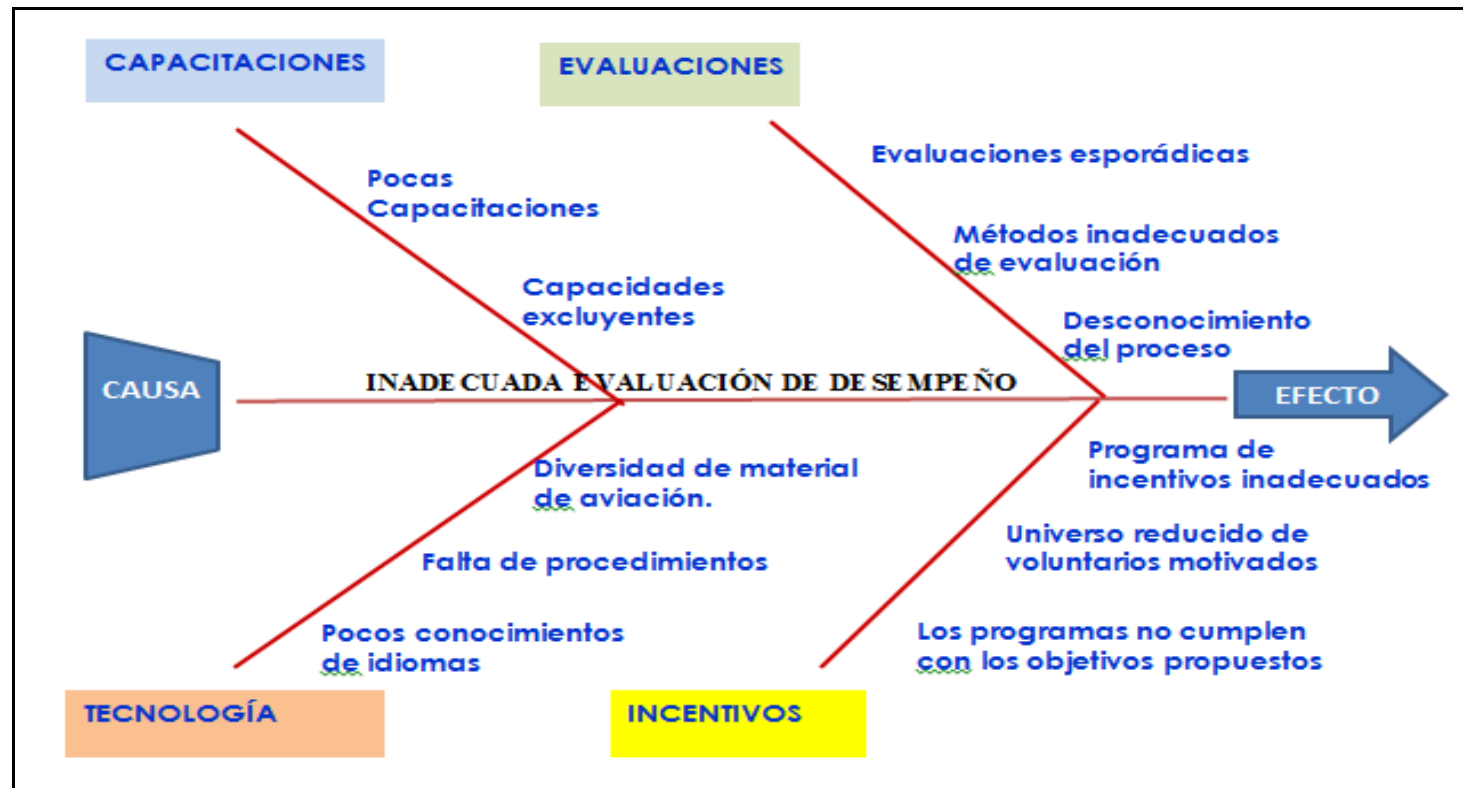 CAPACITACIONES
EVALUACIONES
Pocas
Capacitaciones
Capacidades
excluyentes
Evaluaciones esporádicas
Métodos inadecuados
de evaluación
Desconocimiento
del proceso
CAUSA
INADECUADA EVALUACIÓN DE DESEMPEÑO
EFECTO
Diversidad de material
de aviación.
Falta de procedimientos
Pocos conocimientos
de idiomas
Programa de
incentivos inadecuados
Universo reducido de
voluntarios motivados
Los programas no cumplen
con los objetivos propuestos
TECNOLOGÍA
INCENTIVOS